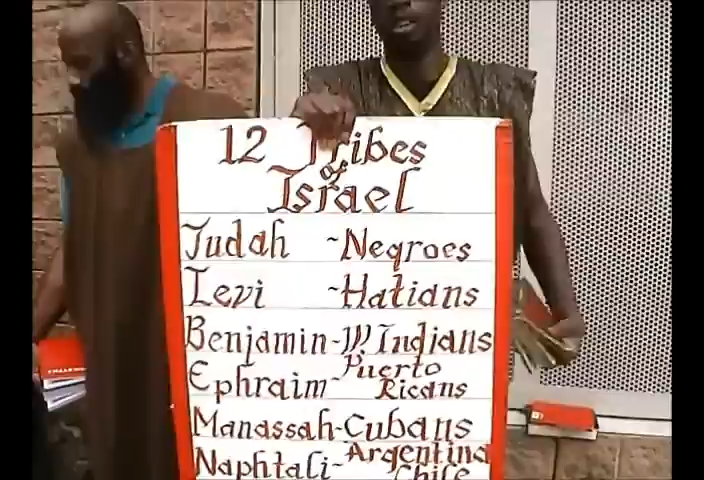 12 Tribes
of
Israel
Judah ~Negroes
Levi ~Hatians
Benjamin-W Indians
Ephraim- Puerto
Ricans
Manassah-Cubans
Naphtali- Argentina
Chile